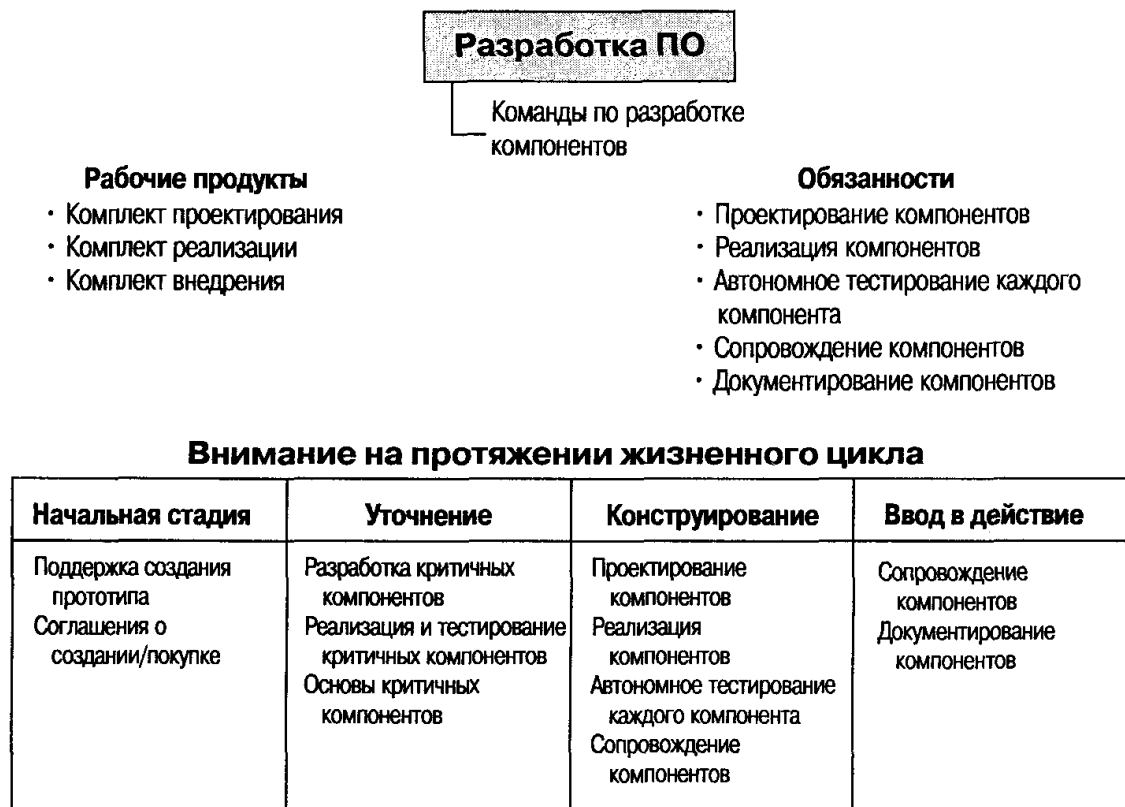 Разработка ПО
Команды по разработке
компонентов
Рабочие продукты
· Комплект проектирования
· Комплект реализации
· Комплект внедрения
Обязанности
· Проектирование компонентов
· Реализация компонентов
· Автономное тестирование каждого
компонента
· Сопровождение компонентов
· Документирование компонентов
Внимание на протяжении жизненного цикла
Начальная стадия
Поддержка создания
прототипа
Соглашения о
создании/покупке
Уточнение
Разработка критичных
компонентов
Реализация и тестирование
критичных компонентов
Основы критичных
компонентов
Конструирование
Проектирование
компонентов
Реализация
компонентов
Автономное тестирование
каждого компонента
Сопровождение
компонентов
Ввод в действие
Сопровождение
компонентов
Документирование
компонентов